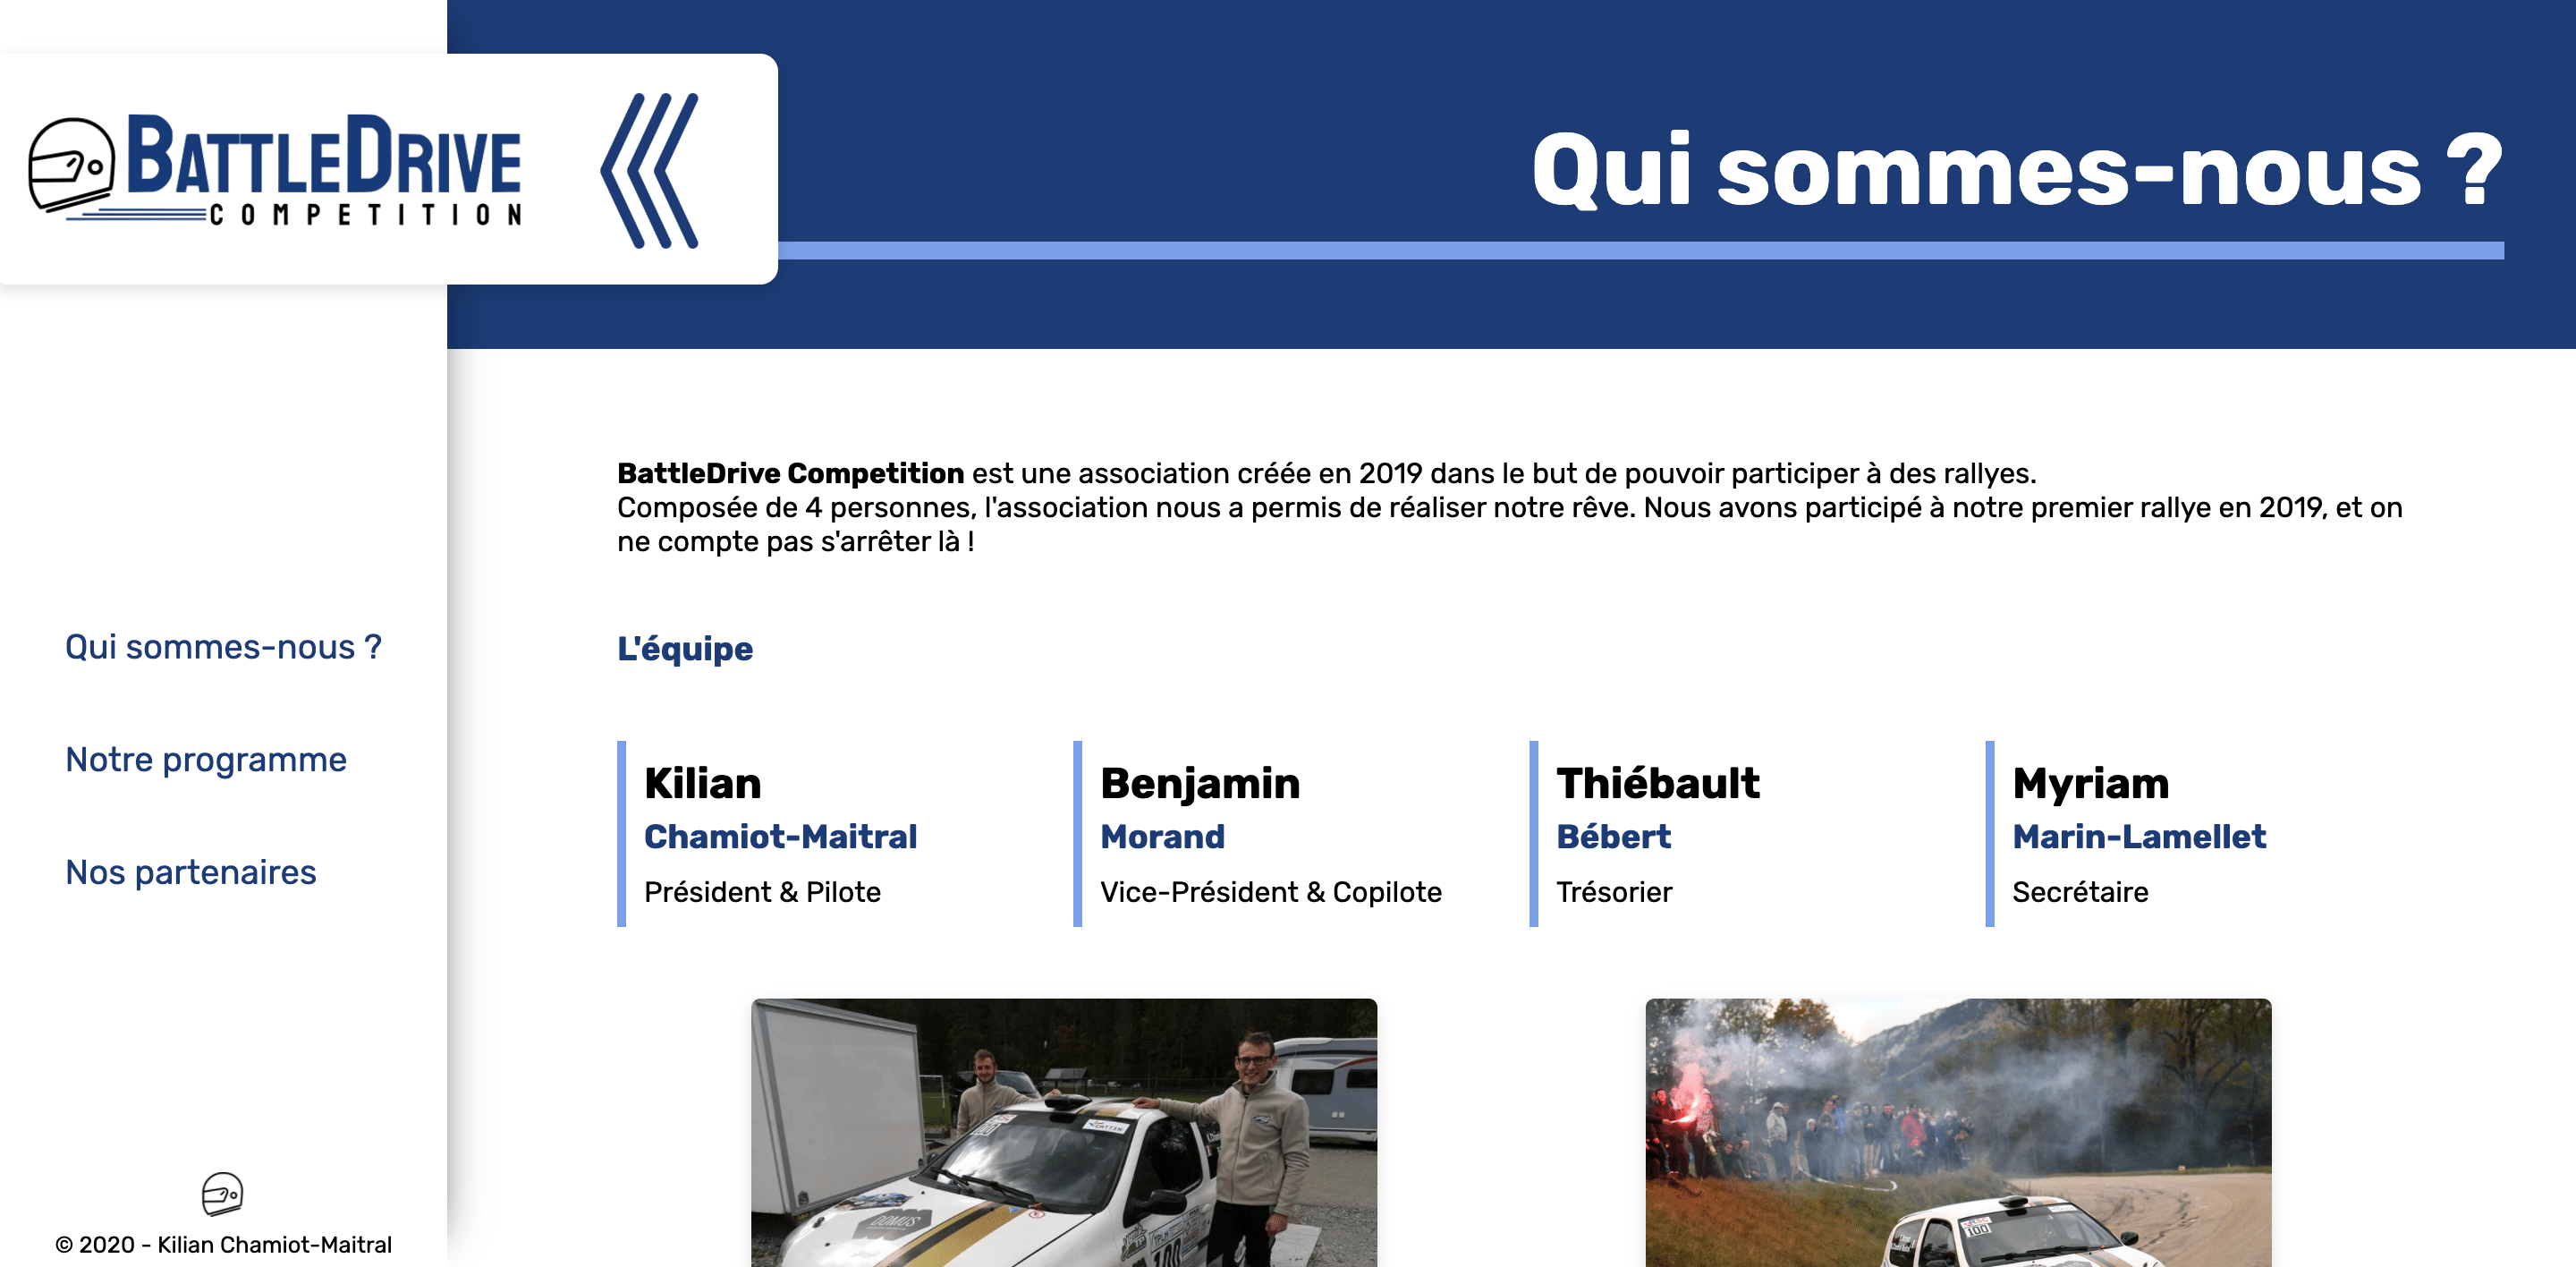 BATTLEDRIVE
COMPETITION
Qui sommes-nous ?
Qui sommes-nous ?
Notre programme
Nos partenaires
© 2020 - Kilian Chamiot-Maitral
BattleDrive Competition est une association créée en 2019 dans le but de pouvoir participer à des rallyes.
Composée de 4 personnes, l'association nous a permis de réaliser notre rêve. Nous avons participé à notre premier rallye en 2019, et on
ne compte pas s'arrêter là !
L'équipe
Kilian
Chamiot-Maitral
Président & Pilote
Benjamin
Morand
Vice-Président & Copilote
Thiébault
Bébert
Trésorier
Myriam
Marin-Lamellet
Secrétaire
100
DOMUS
100
100